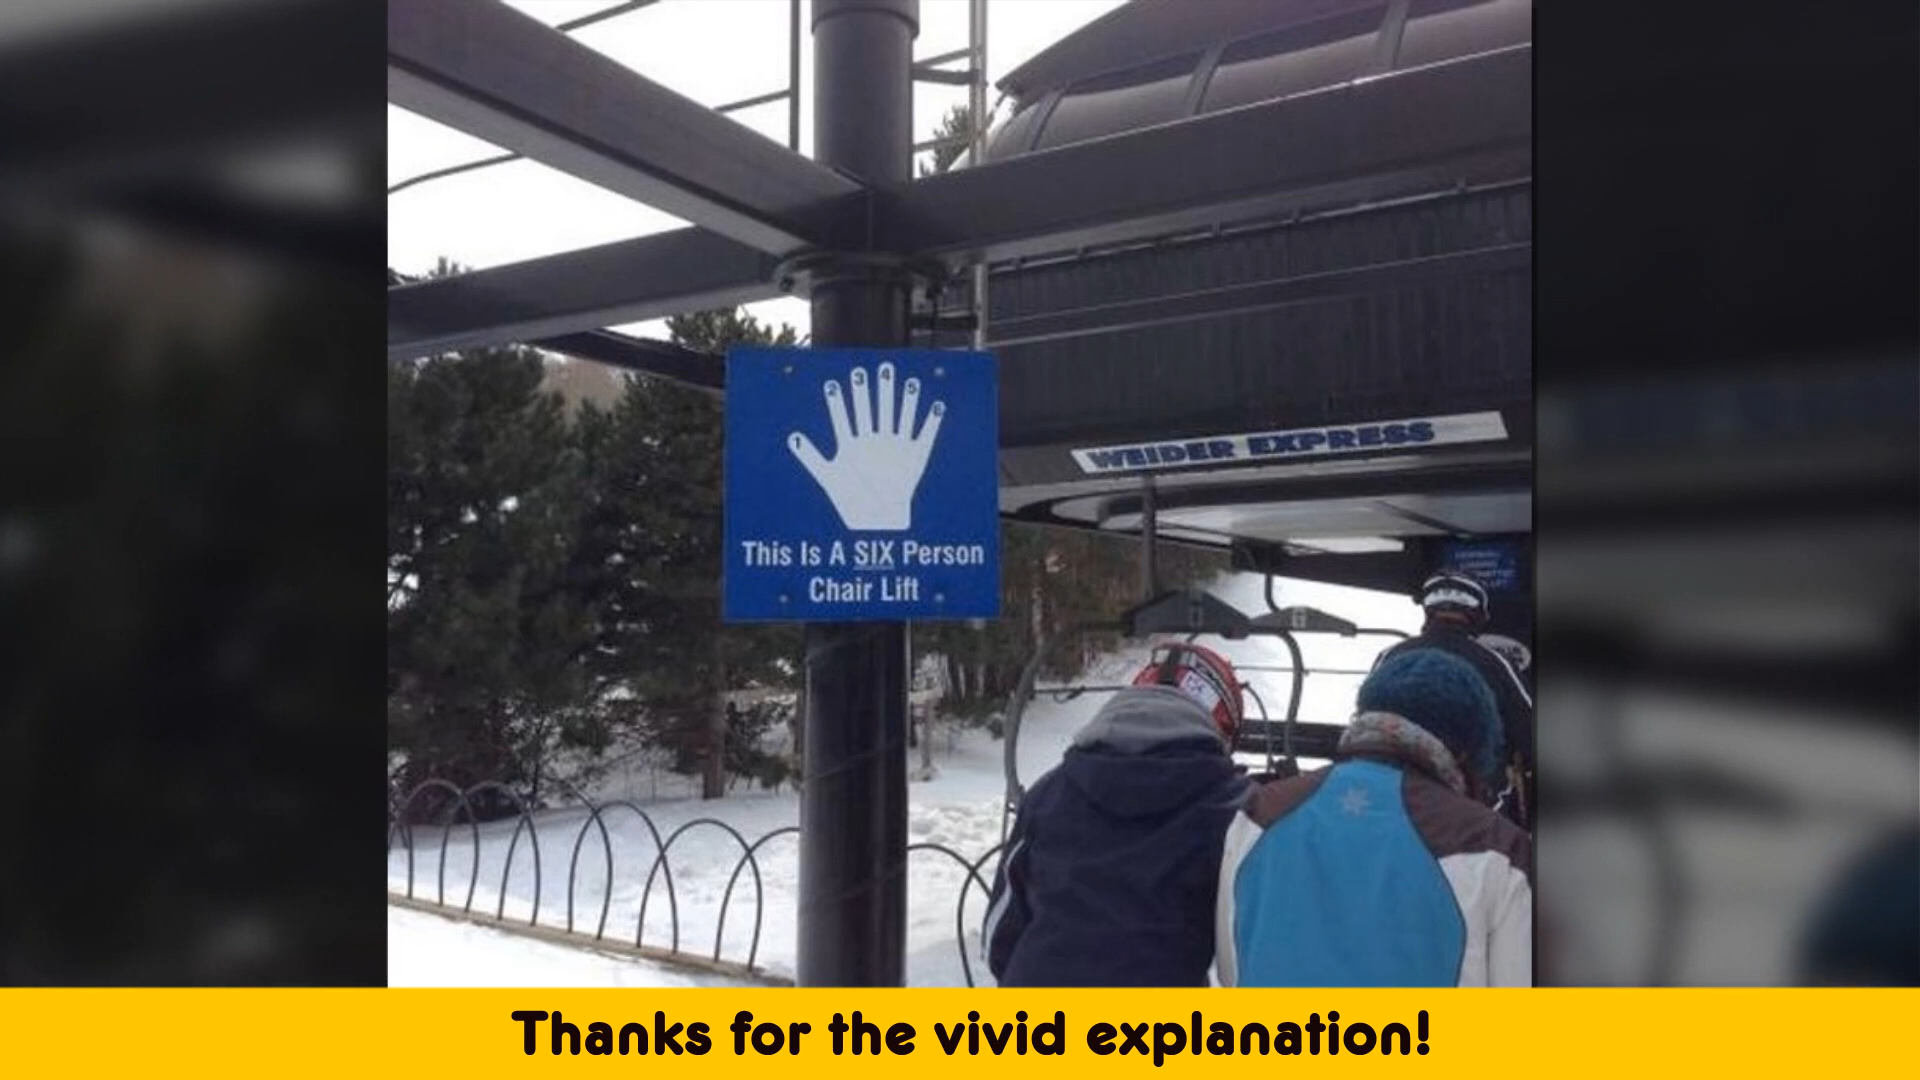 1 2 3 4 5 6
This Is A SIX Person
Chair Lift
WEIDER EXPRESS
Thanks for the vivid explanation!